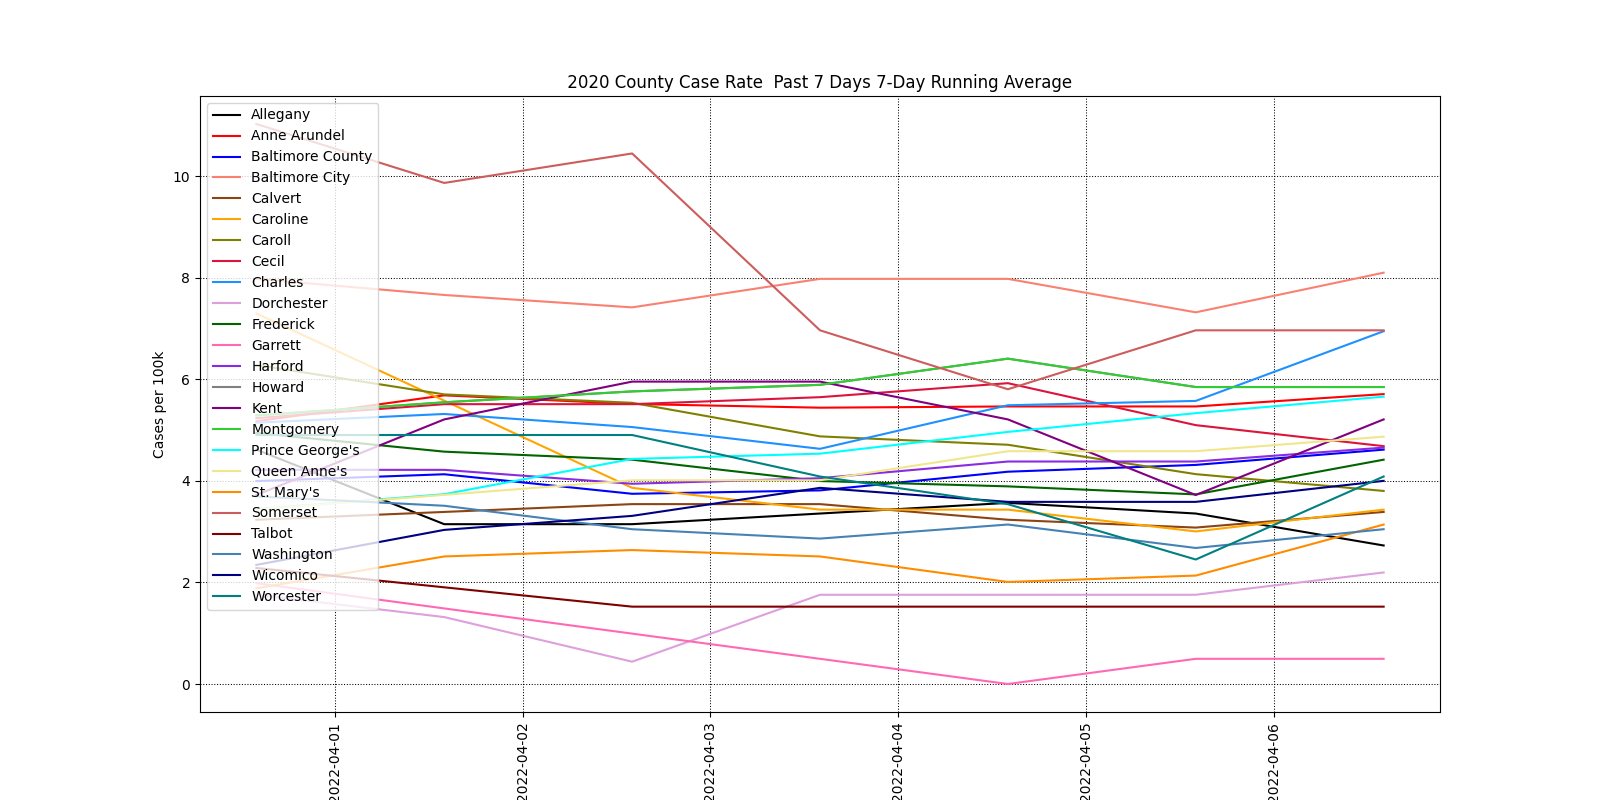 2020 County Case Rate  Past 7 Days 7-Day Running Average
Cases per 100k
10
8
6
4
2
0
Allegany
Anne Arundel
Baltimore County
Baltimore City
Calvert
Caroline
Caroll
Cecil
Charles
Dorchester
Frederick
Garrett
Harford
Howard
Kent
Montgomery
Prince George's
Queen Anne's
St. Mary's
Somerset
Talbot
Washington
Wicomico
Worcester
2022-04-01
2022-04-02
2022-04-03
2022-04-04
2022-04-05
2022-04-06